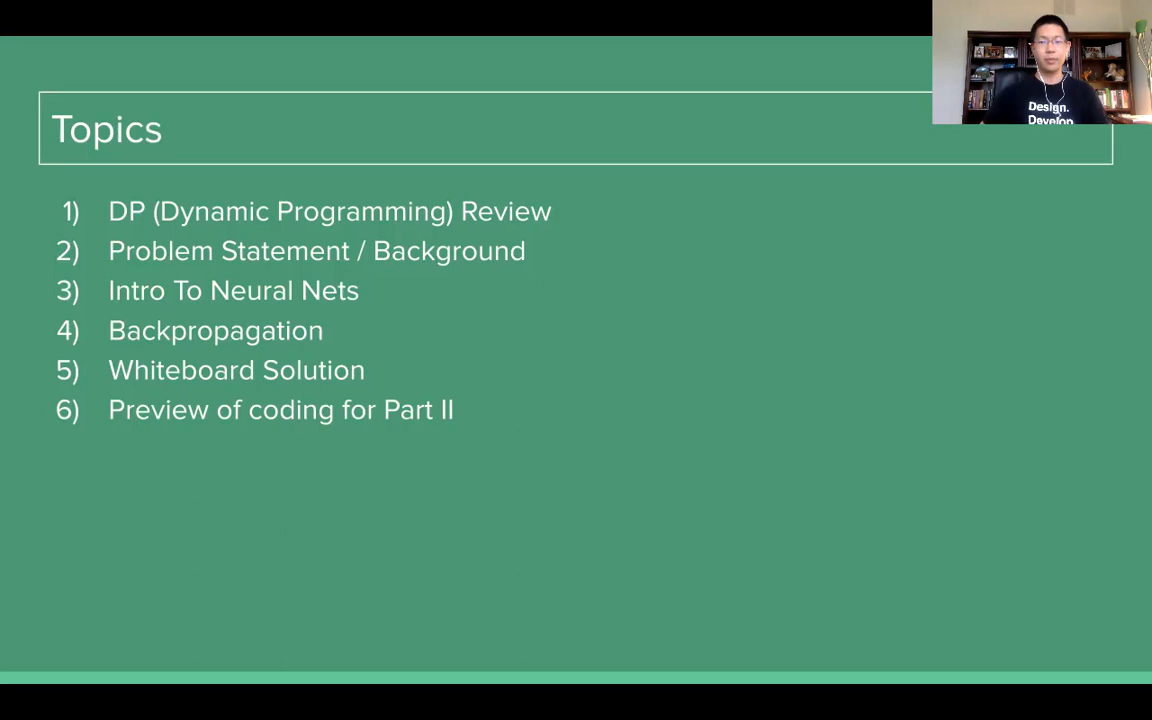 Topics
1) DP (Dynamic Programming) Review
2) Problem Statement / Background
3) Intro To Neural Nets
4) Backpropagation
5) Whiteboard Solution
6) Preview of coding for Part II
Design.
Develop